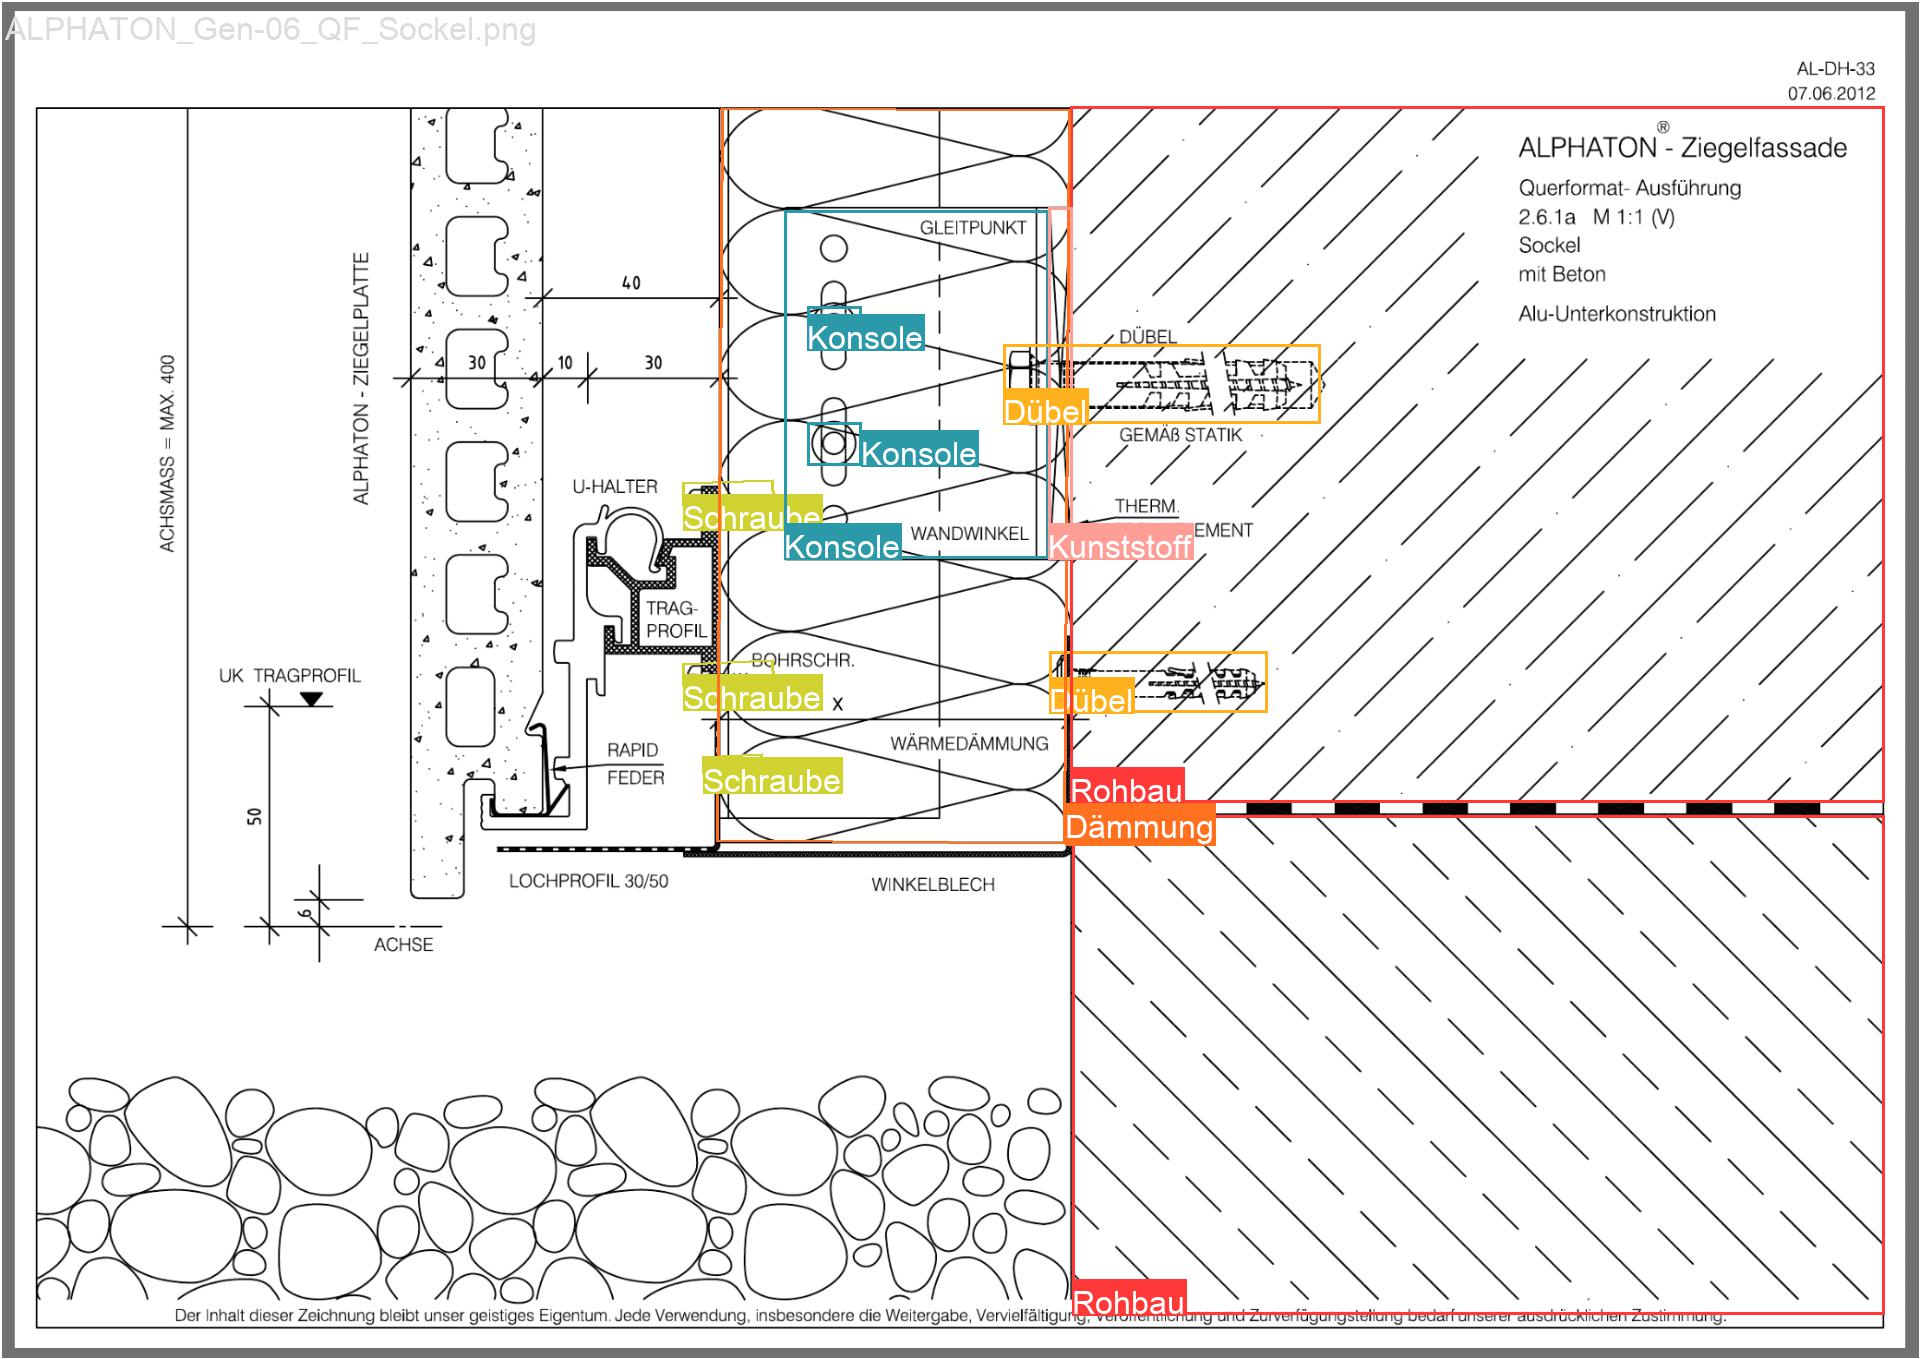 ALPHATON_Gen-06_QF_Sockel.png
AL-DH-33
07.06.2012
ALPHATON® - Ziegelfassade
Querformat- Ausführung
2.6.1a M 1:1 (V)
Sockel
mit Beton
Alu-Unterkonstruktion
GLEITPUNKT
ALPHATON - ZIEGELPLATTE
ACHSMASS = MAX. 400
40
30
10
30
Konsole
DÜBEL
Dübel
GEMÄß STATIK
Konsole
U-HALTER
Schraube
THERM.
EMENT
WANDWINKEL
Konsole
Kunststoff
TRAG-
PROFIL
BOHRSCHR.
UK TRAGPROFIL
Schraube
X
Dübel
WÄRMEDÄMMUNG
RAPID
FEDER
Schraube
Rohbau
Dämmung
50
LOCHPROFIL 30/50
WINKELBLECH
6
ACHSE
Rohbau
Der Inhalt dieser Zeichnung bleibt unser geistiges Eigentum. Jede Verwendung, insbesondere die Weitergabe, Vervielfältigung, Veröffentlichung und Zurverfügungstellung bedarf unserer ausdrücklichen Zustimmung.